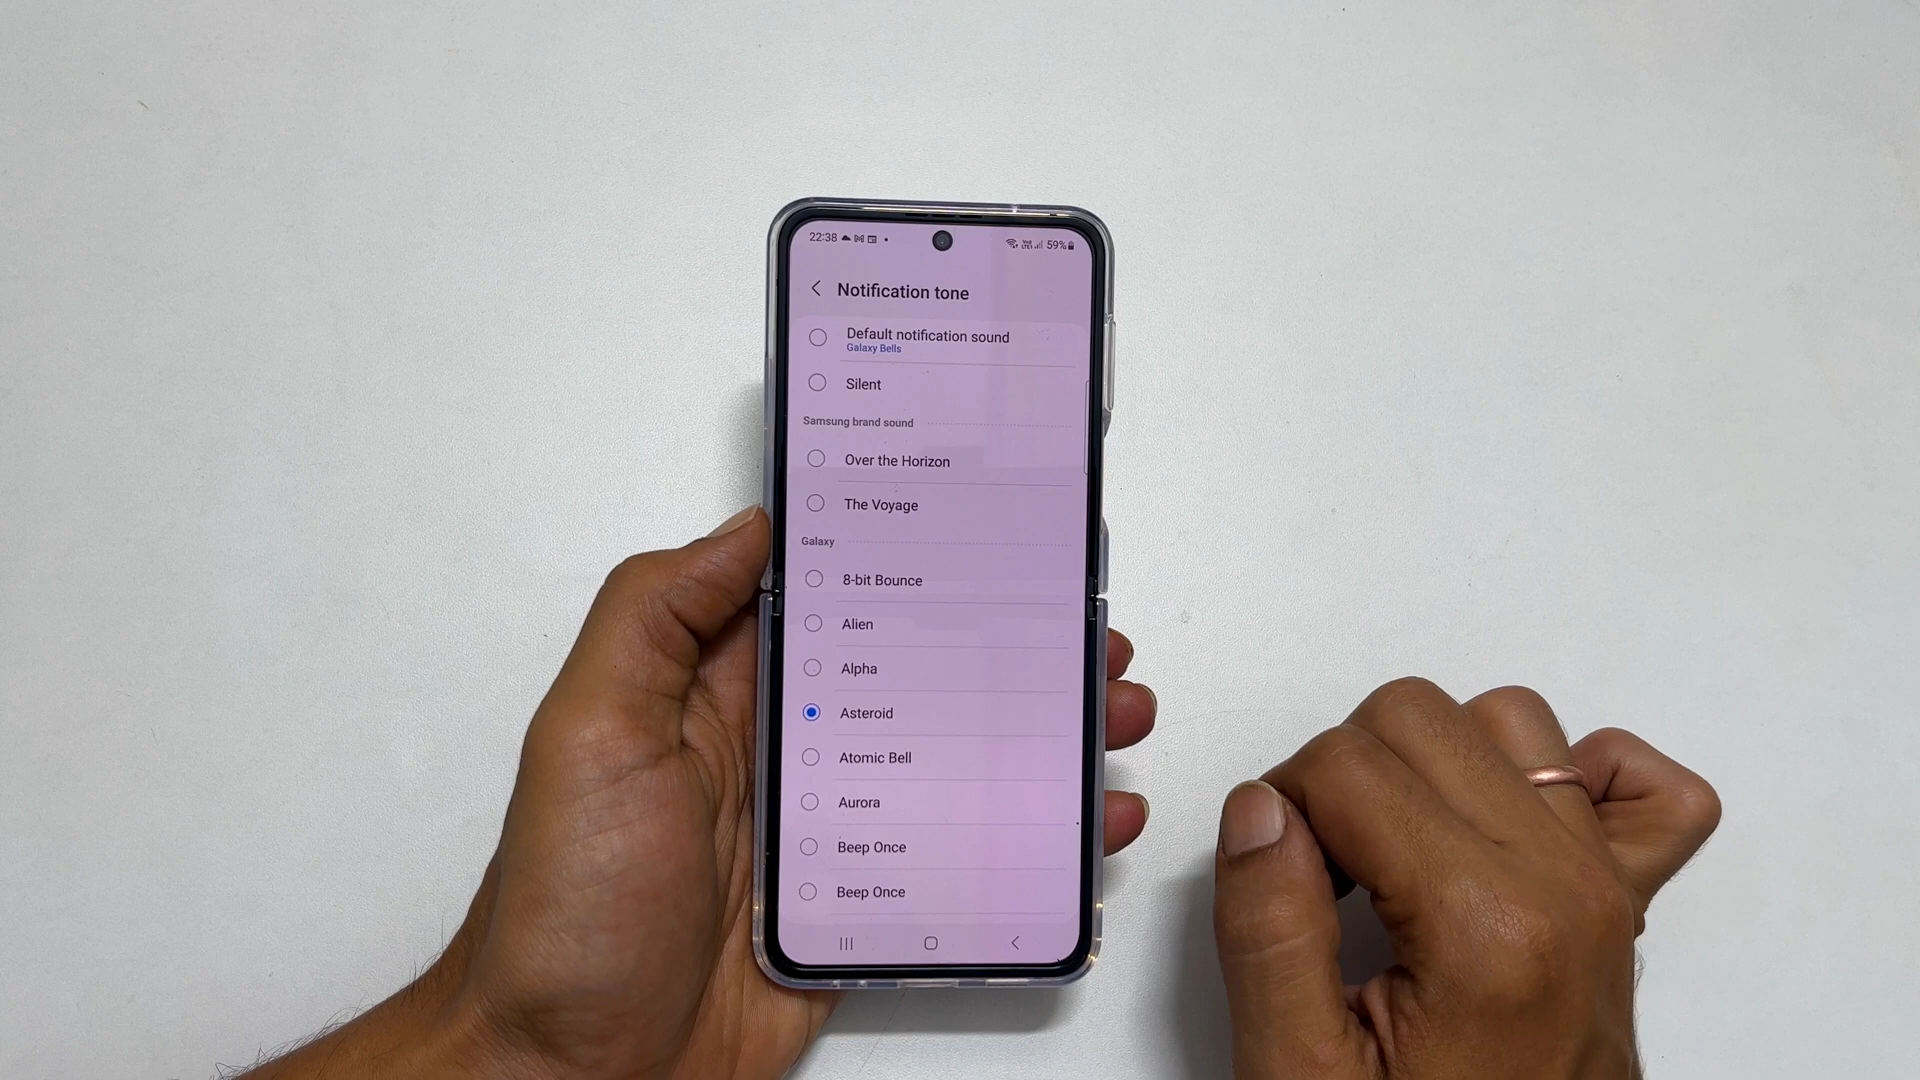 22:38
59%
Notification tone
Default notification sound
Galaxy Bells
Silent
Samsung brand sound
Over the Horizon
The Voyage
Galaxy
8-bit Bounce
Alien
Alpha
Asteroid
Atomic Bell
Aurora
Beep Once
Beep Once